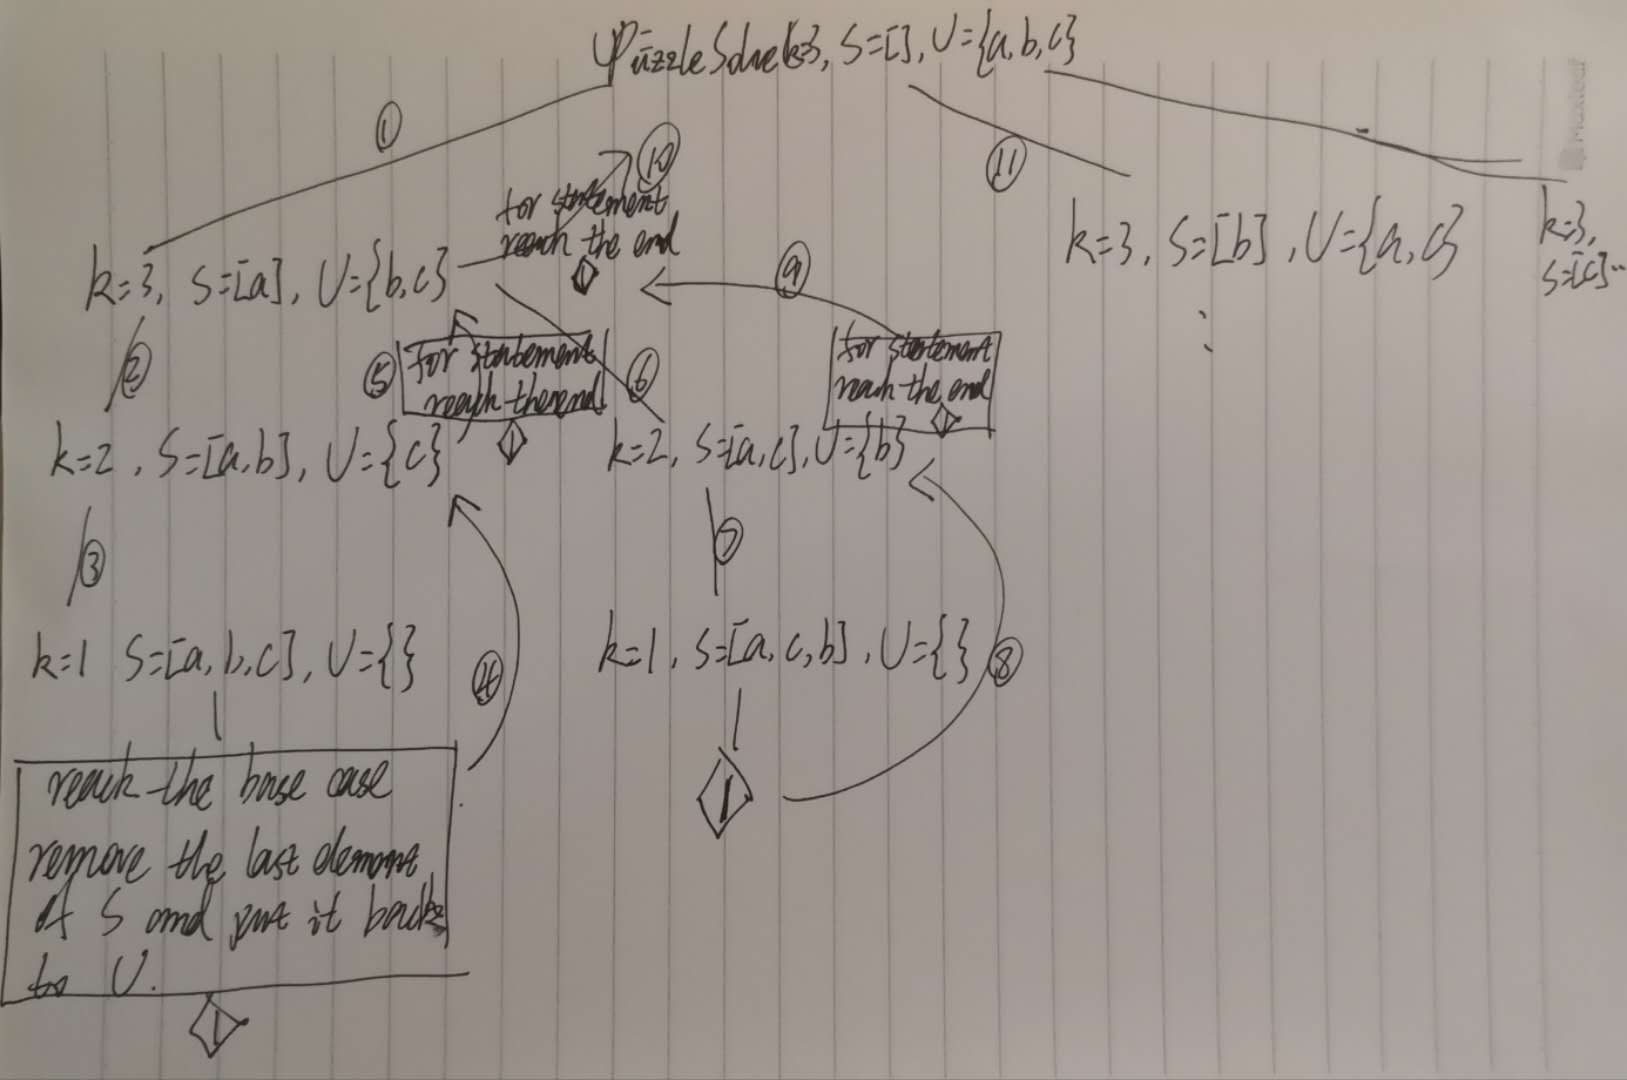 PuzzleSolve k=3, S=[], U={a,b,c}
①
⑩
⑪
for statement
reach the end
k=3, S=[a], U={b,c}
⑨
k=3, S=[b], U={a,c}
k=3,
S=[c]..
②
⑤
for statement
reach the end
⑥
for statement
reach the end
k=2, S=[a,b], U={c}
k=2, S=[a,c], U={b}
③
⑦
k=1 S=[a,b,c], U={}
④
k=1, S=[a,c,b], U={}
⑧
reach the base case
remove the last element
of S and put it back
to U.
1
1